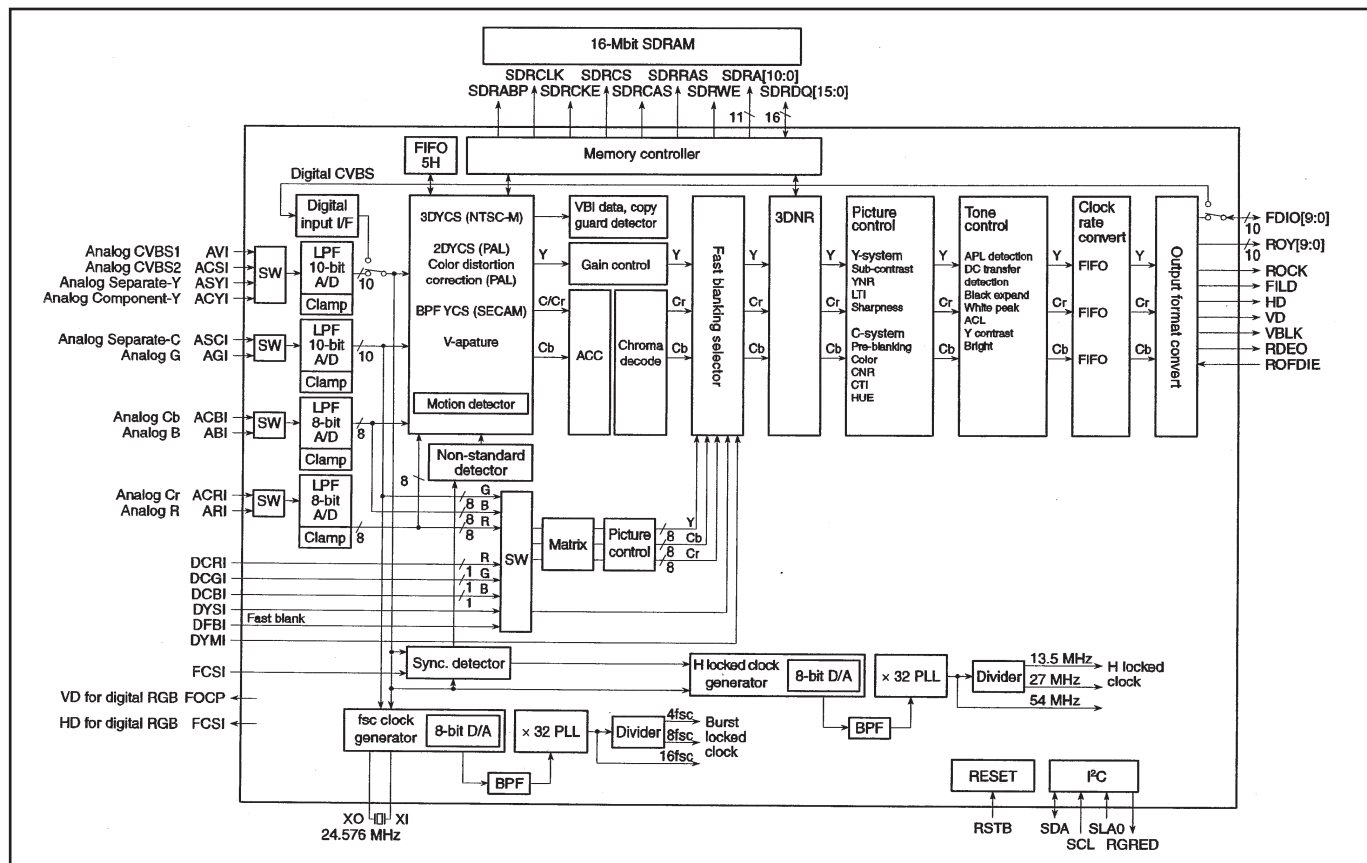 16-Mbit SDRAM
SDRCLK SDRCS SDRRAS SDRA[10:0]
SDRABP SDRCKE SDRCAS SDRWE SDRDQ[15:0]
11 16
FIFO
5H
Memory controller
Digital CVBS
Digital
input I/F
Analog CVBS1 AVI
Analog CVBS2 ACSI
Analog Separate-Y ASYI
Analog Component-Y ACYI
SW
LPF
10-bit
A/D
Clamp
10
Analog Separate-C ASCI
Analog G AGI
SW
LPF
10-bit
A/D
Clamp
10
Analog Cb ACBI
Analog B ABI
SW
LPF
8-bit
A/D
Clamp
8
Analog Cr ACRI
Analog R ARI
SW
LPF
8-bit
A/D
Clamp
8
3DYCS (NTSC-M)
2DYCS (PAL)
Color distortion
correction (PAL)
BPF YCS (SECAM)
V-apature
Motion detector
8
Non-standard
detector
VBI data, copy
guard detector
Y
Gain control
Y
C/Cr
Cb
ACC
Chroma
decode
Cr
Cb
Fast blanking selector
3DNR
Y
Cr
Cb
Picture
control
Y-system
Sub-contrast
YNR
LTI
Sharpness
C-system
Pre-blanking
Color
CNR
CTI
HUE
Y
Cr
Cb
Tone
control
APL detection
DC transfer
detection
Black expand
White peak
ACL
Y contrast
Bright
Y
Cr
Cb
Clock
rate
convert
FIFO
FIFO
FIFO
Y
Cr
Cb
Output format convert
FDIO[9:0]
10
ROY[9:0]
10
ROCK
FILD
HD
VD
VBLK
RDEO
ROFDIE
G
8 B
8 R
8
SW
Matrix
Picture
control
Y
8 Cb
8 Cr
8
DCRI
DCGI
DCBI
DYSI
DFBI
DYMI
Fast blank
R
1 G
1 B
1
FCSI
Sync. detector
VD for digital RGB FOCP
HD for digital RGB FCSI
fsc clock
generator
8-bit D/A
BPF
× 32 PLL
Divider
4fsc
8fsc
16fsc
Burst
locked
clock
H locked clock
generator
8-bit D/A
BPF
× 32 PLL
Divider
13.5 MHz
27 MHz
54 MHz
H locked
clock
XO XI
24.576 MHz
RESET
RSTB
I²C
SDA SLA0
SCL RGRED